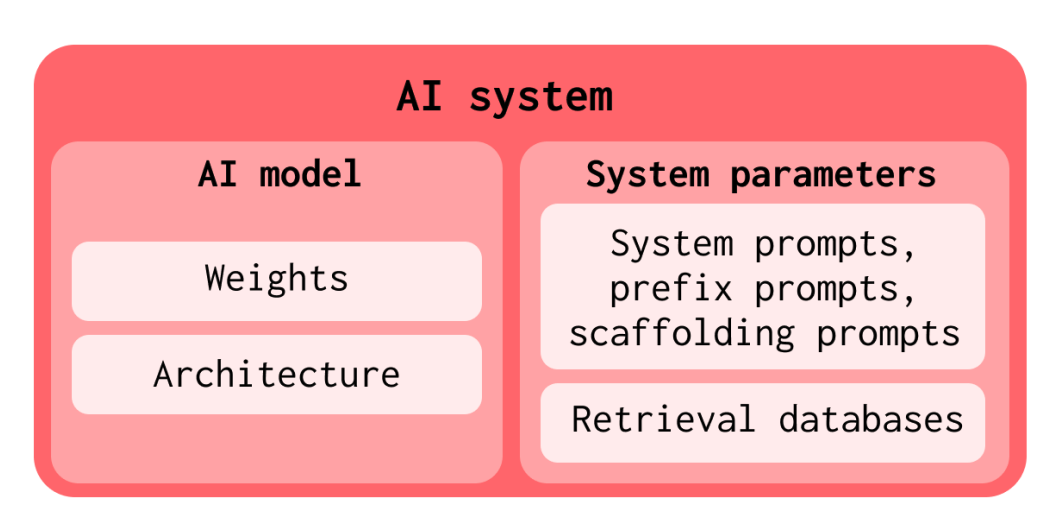 AI system
AI model
Weights
Architecture
System parameters
System prompts,
prefix prompts,
scaffolding prompts
Retrieval databases